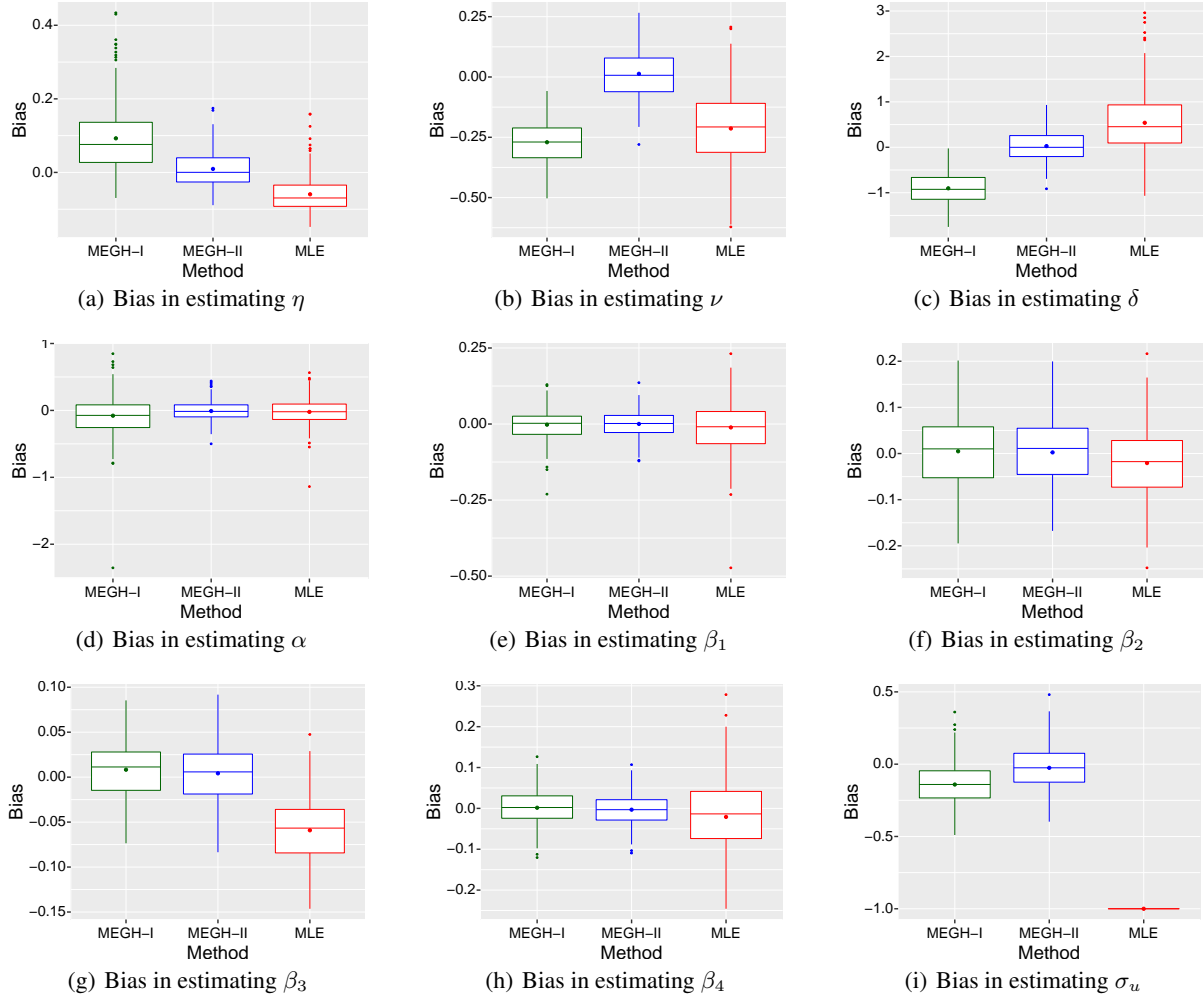 0.4
0.2
0.0
Bias
MEGH−I MEGH−II MLE
Method
(a) Bias in estimating η
0.25
0.00
−0.25
−0.50
Bias
MEGH−I MEGH−II MLE
Method
(b) Bias in estimating ν
3
2
1
0
−1
Bias
MEGH−I MEGH−II MLE
Method
(c) Bias in estimating δ
1
0
−1
−2
Bias
MEGH−I MEGH−II MLE
Method
(d) Bias in estimating α
0.25
0.00
−0.25
−0.50
Bias
MEGH−I MEGH−II MLE
Method
(e) Bias in estimating β₁
0.2
0.1
0.0
−0.1
−0.2
Bias
MEGH−I MEGH−II MLE
Method
(f) Bias in estimating β₂
0.10
0.05
0.00
−0.05
−0.10
−0.15
Bias
MEGH−I MEGH−II MLE
Method
(g) Bias in estimating β₃
0.3
0.2
0.1
0.0
−0.1
−0.2
Bias
MEGH−I MEGH−II MLE
Method
(h) Bias in estimating β₄
0.5
0.0
−0.5
−1.0
Bias
MEGH−I MEGH−II MLE
Method
(i) Bias in estimating σᵤ